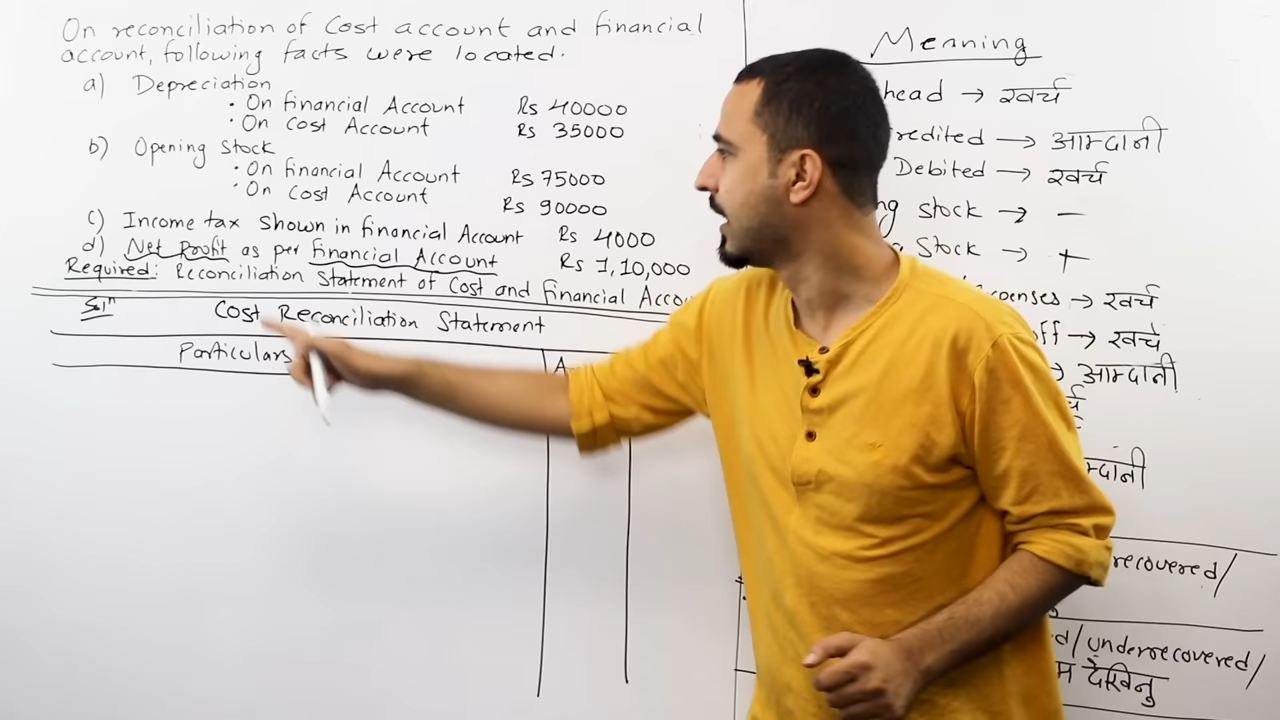 On reconciliation of Cost account and financial
account, following facts were located.
a) Depreciation
• On financial Account Rs 40000
• On cost Account Rs 35000
b) Opening stock
• On financial Account Rs 75000
• On cost Account Rs 90000
c) Income tax shown in financial Account Rs 4000
d) Net Profit as per financial Account Rs 1,10,000
Required: Reconciliation Statement of Cost and financial Accou
Sln
Cost Reconciliation Statement
Particulars
A
Meaning
head → खर्च
redited → आम्दानी
Debited → खर्च
ng stock → -
Stock → +
penses → खर्च
off → खर्च
→ आम्दानी
recovered/
d/underrecovered/
देखिनु